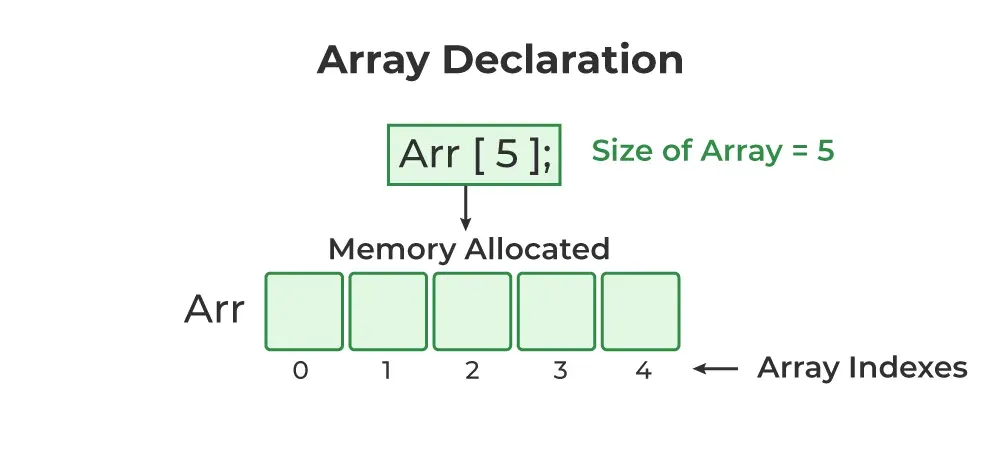 Array Declaration
Arr [ 5 ];
Size of Array = 5
Memory Allocated
Arr
0 1 2 3 4
Array Indexes